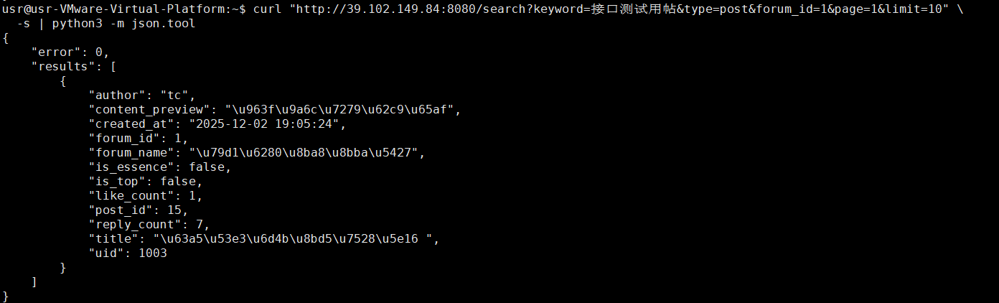 usr@usr-VMware-Virtual-Platform:~$ curl "http://39.102.149.84:8080/search?keyword=接口测试用帖&type=post&forum_id=1&page=1&limit=10" \
  -s | python3 -m json.tool
{
    "error": 0,
    "results": [
        {
            "author": "tc",
            "content_preview": "\u963f\u9a6c\u7279\u62c9\u65af",
            "created_at": "2025-12-02 19:05:24",
            "forum_id": 1,
            "forum_name": "\u79d1\u6280\u8ba8\u8bba\u5427",
            "is_essence": false,
            "is_top": false,
            "like_count": 1,
            "post_id": 15,
            "reply_count": 7,
            "title": "\u63a5\u53e3\u6d4b\u8bd5\u7528\u5e16 ",
            "uid": 1003
        }
    ]
}